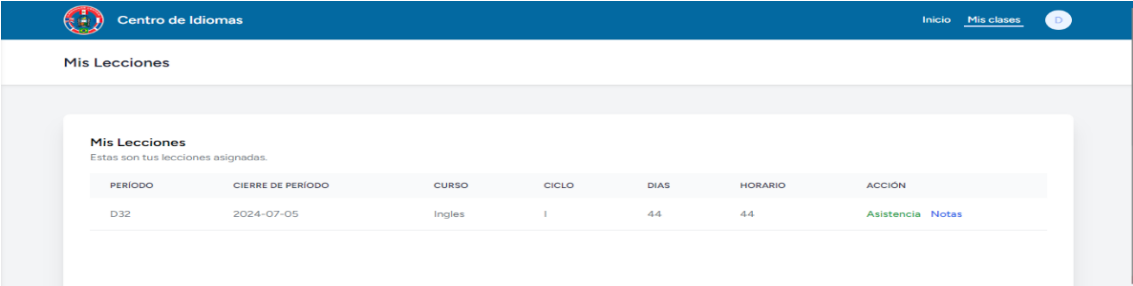 Centro de Idiomas Inicio Mis clases D
Mis Lecciones
Mis Lecciones
Estas son tus lecciones asignadas.
PERÍODO CIERRE DE PERÍODO CURSO CICLO DIAS HORARIO ACCIÓN
D32 2024-07-05 Ingles I 44 44 Asistencia Notas